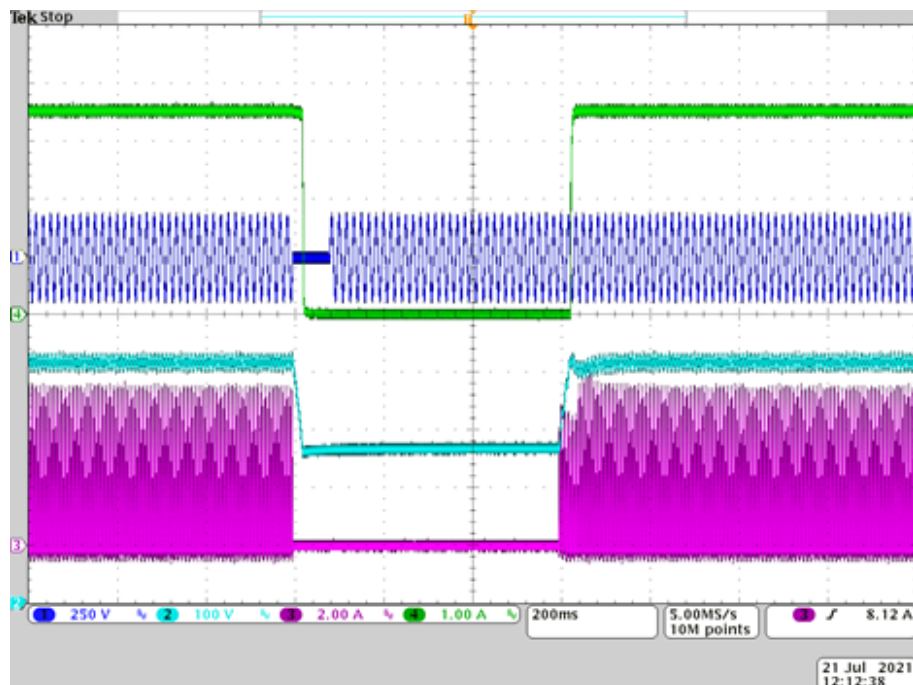 Tek Stop
1
4
3
2
1 250 V 2 100 V 3 2.00 A 4 1.00 A 200ms 5.00MS/s 3 8.12 A
10M points
21 Jul 2021
12:12:38